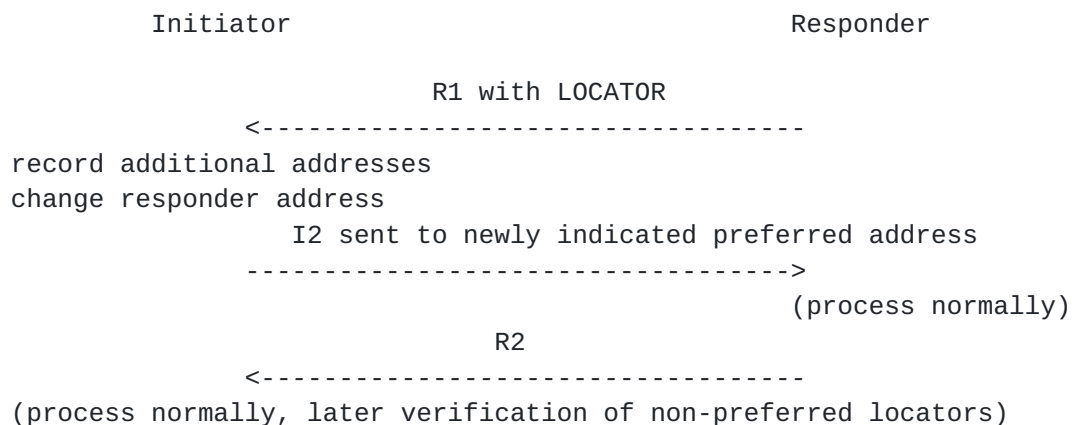 Initiator                                Responder
R1 with LOCATOR
<-----------------------------------
record additional addresses
change responder address
I2 sent to newly indicated preferred address
----------------------------------->
(process normally)
R2
<-----------------------------------
(process normally, later verification of non-preferred locators)